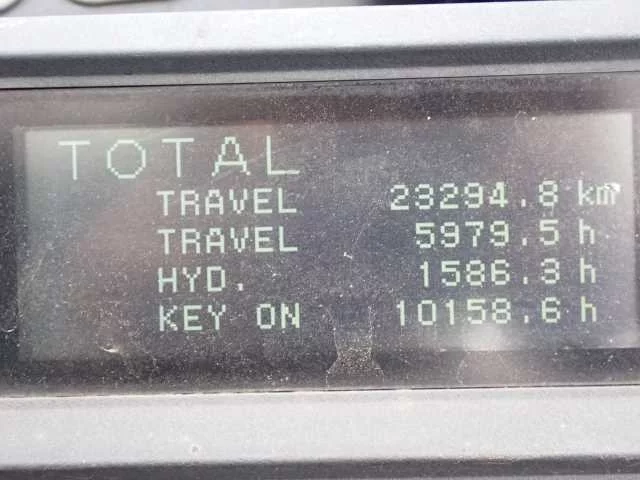 TOTAL
TRAVEL 23294.8 km
TRAVEL 5979.5 h
HYD. 1586.3 h
KEY ON 10158.6 h